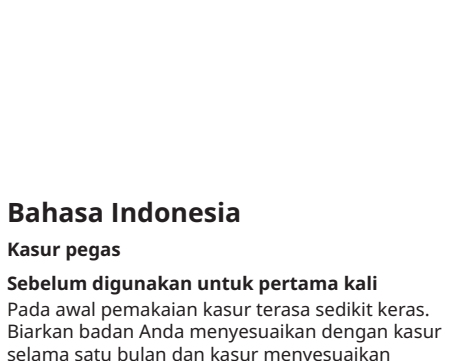 Bahasa Indonesia
Kasur pegas
Sebelum digunakan untuk pertama kali
Pada awal pemakaian kasur terasa sedikit keras.
Biarkan badan Anda menyesuaikan dengan kasur
selama satu bulan dan kasur menyesuaikan